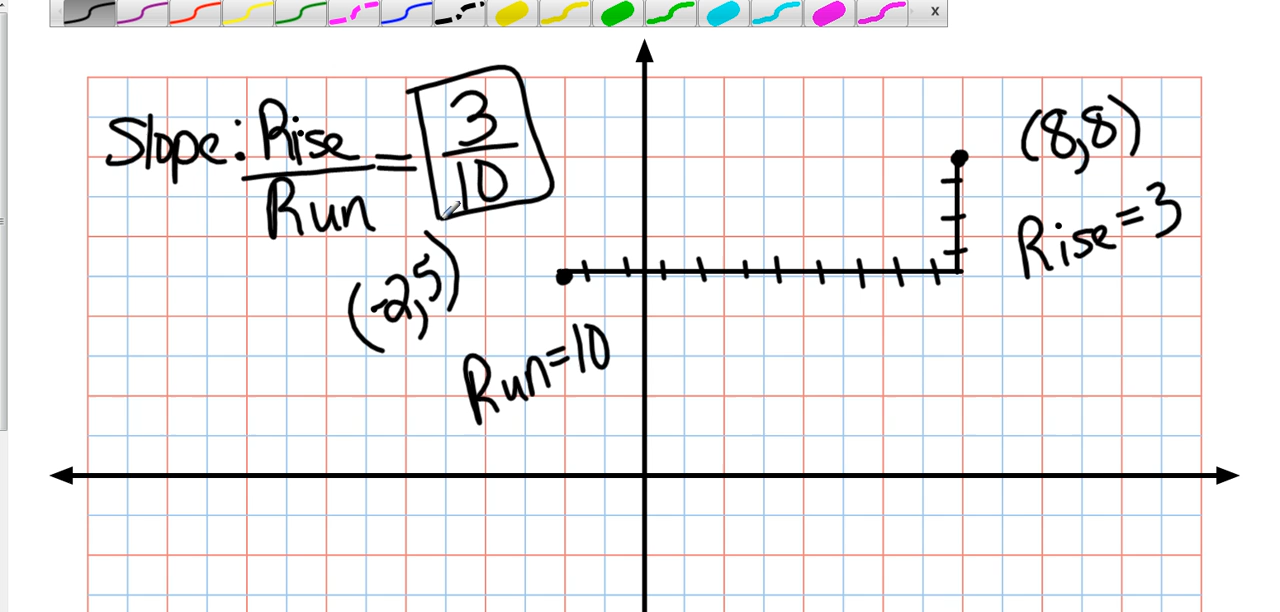 Slope: Rise/Run = 3/10
(8,8)
Rise=3
(-2,5)
Run=10
x